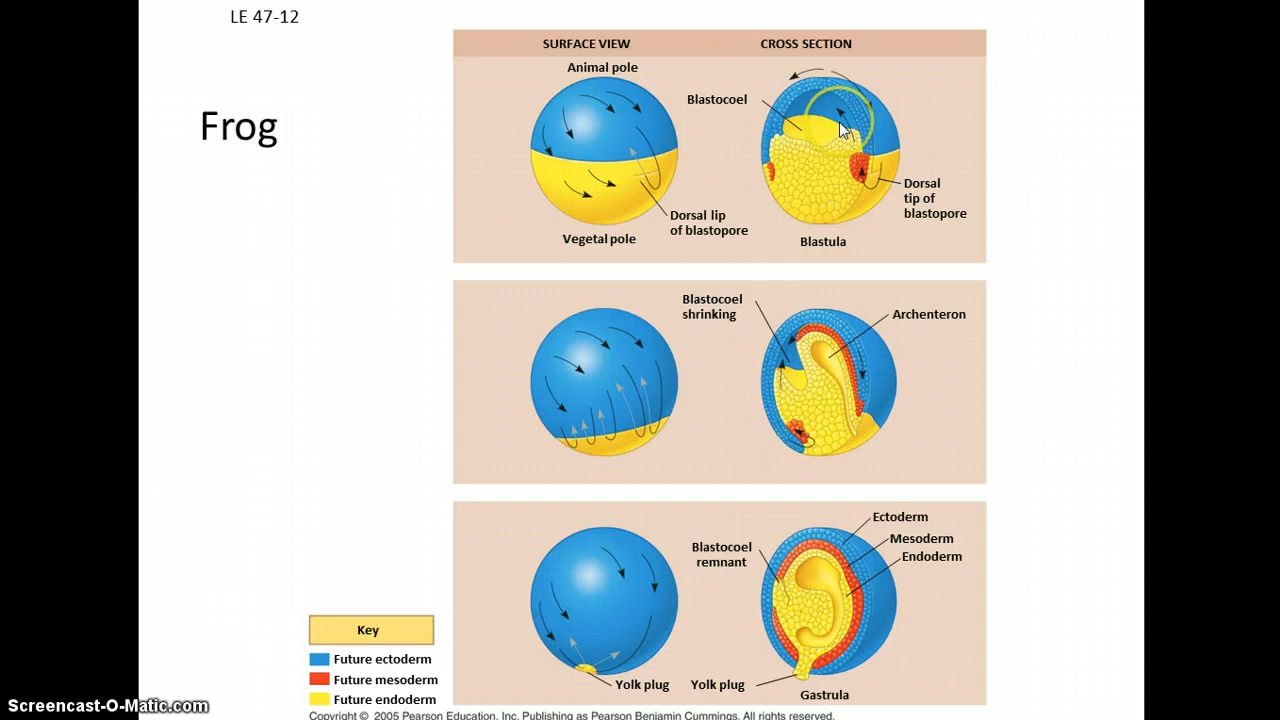 LE 47-12
Frog
SURFACE VIEW
CROSS SECTION
Animal pole
Blastocoel
Dorsal lip
of blastopore
Vegetal pole
Dorsal
tip of
blastopore
Blastula
Blastocoel
shrinking
Archenteron
Ectoderm
Mesoderm
Endoderm
Blastocoel
remnant
Yolk plug
Yolk plug
Gastrula
Key
Future ectoderm
Future mesoderm
Future endoderm
Copyright © 2005 Pearson Education, Inc. Publishing as Pearson Benjamin Cummings. All rights reserved.
Screencast-O-Matic.com